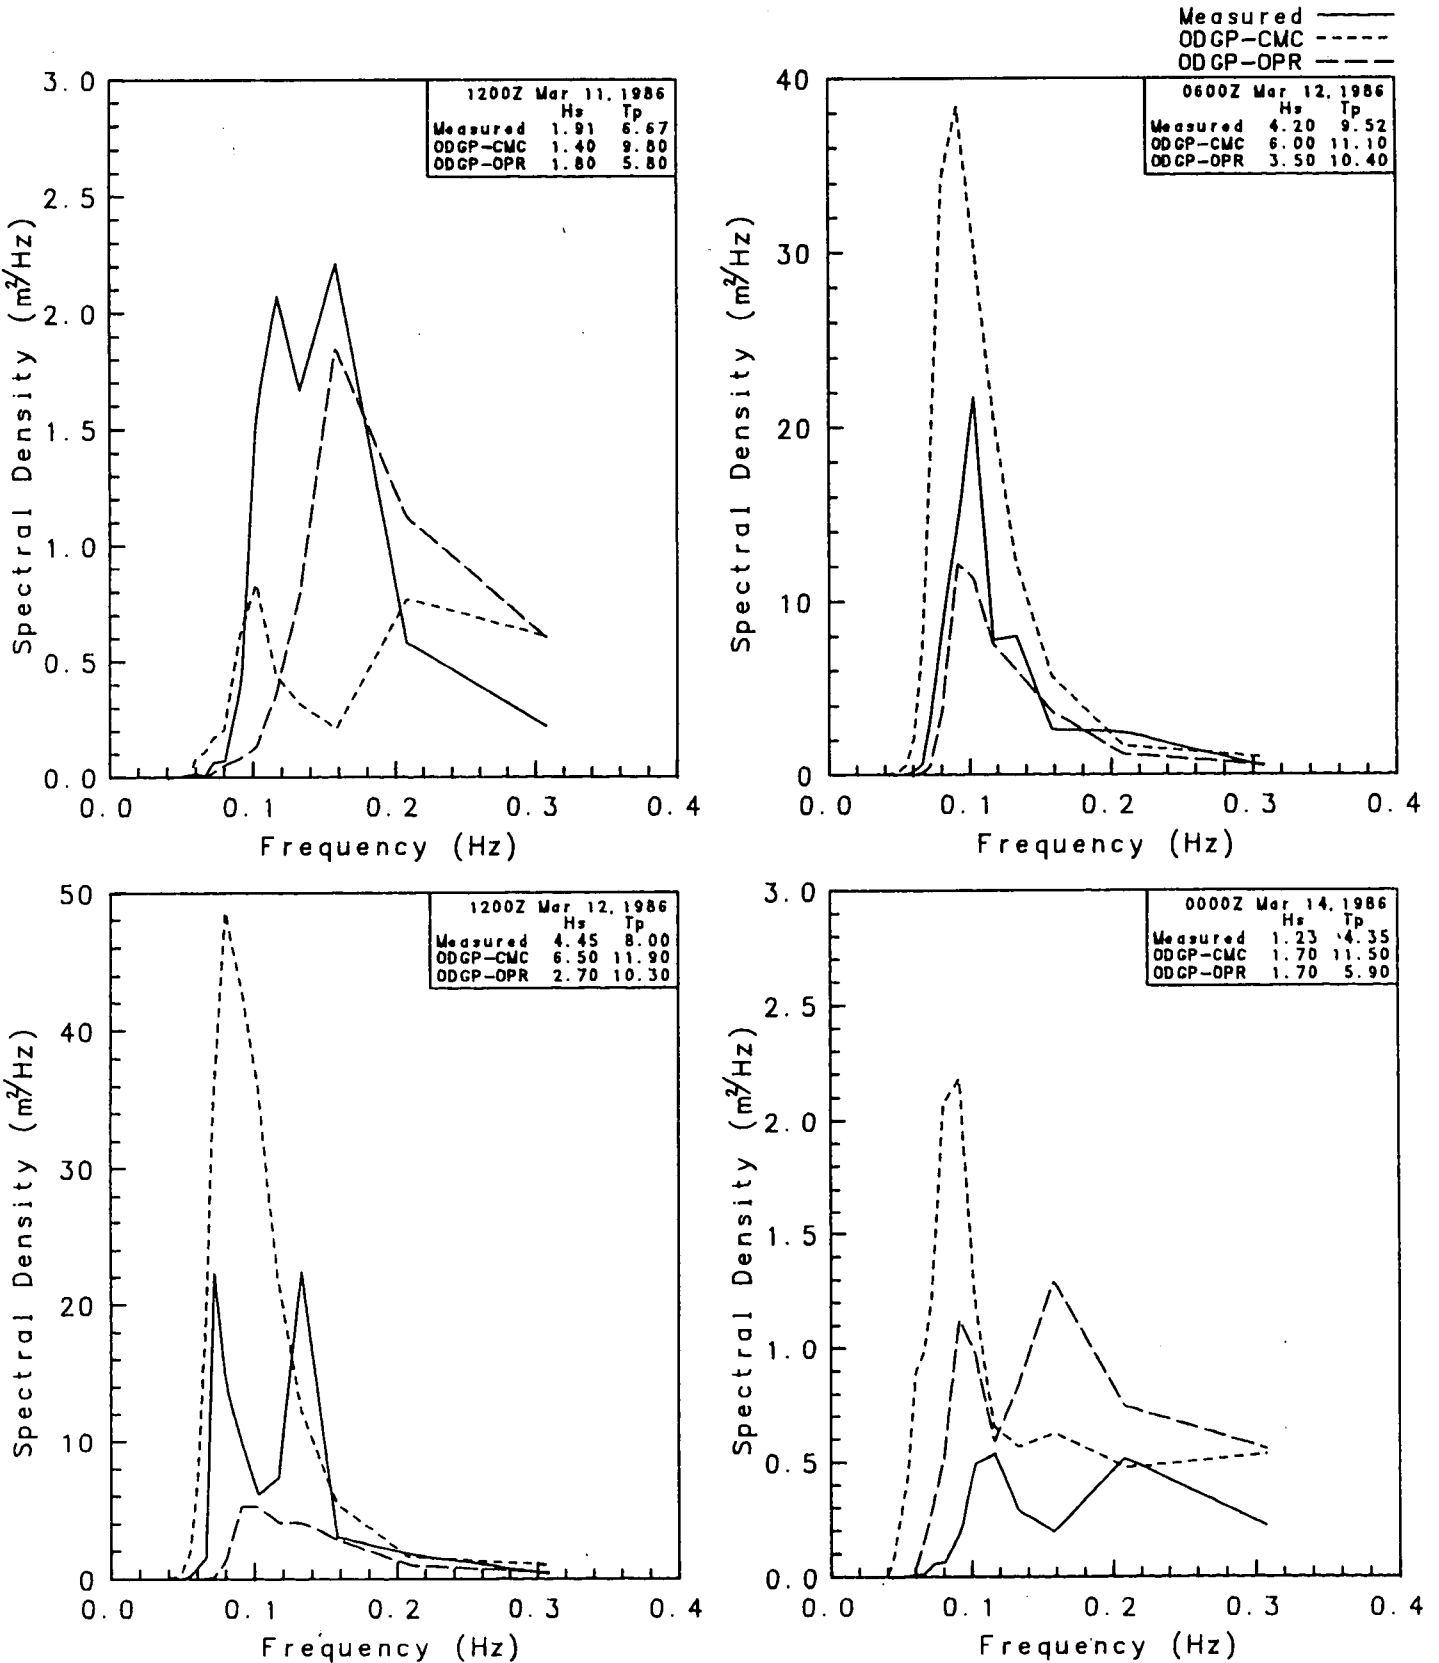 Measured
ODGP-CMC
ODGP-OPR
3.0
2.5
2.0
1.5
1.0
0.5
0.0
Spectral Density (m²/Hz)
1200Z Mar 11, 1986
Hs Tp
Measured 1.91 6.67
ODGP-CMC 1.40 9.80
ODGP-OPR 1.80 5.80
0.0 0.1 0.2 0.3 0.4
Frequency (Hz)
40
30
20
10
0
Spectral Density (m²/Hz)
0600Z Mar 12, 1986
Hs Tp
Measured 4.20 9.52
ODGP-CMC 6.00 11.10
ODGP-OPR 3.50 10.40
0.0 0.1 0.2 0.3 0.4
Frequency (Hz)
50
40
30
20
10
0
Spectral Density (m²/Hz)
1200Z Mar 12, 1986
Hs Tp
Measured 4.45 8.00
ODGP-CMC 6.50 11.90
ODGP-OPR 2.70 10.30
0.0 0.1 0.2 0.3 0.4
Frequency (Hz)
3.0
2.5
2.0
1.5
1.0
0.5
0.0
Spectral Density (m²/Hz)
0000Z Mar 14, 1986
Hs Tp
Measured 1.23 4.35
ODGP-CMC 1.70 11.50
ODGP-OPR 1.70 5.90
0.0 0.1 0.2 0.3 0.4
Frequency (Hz)